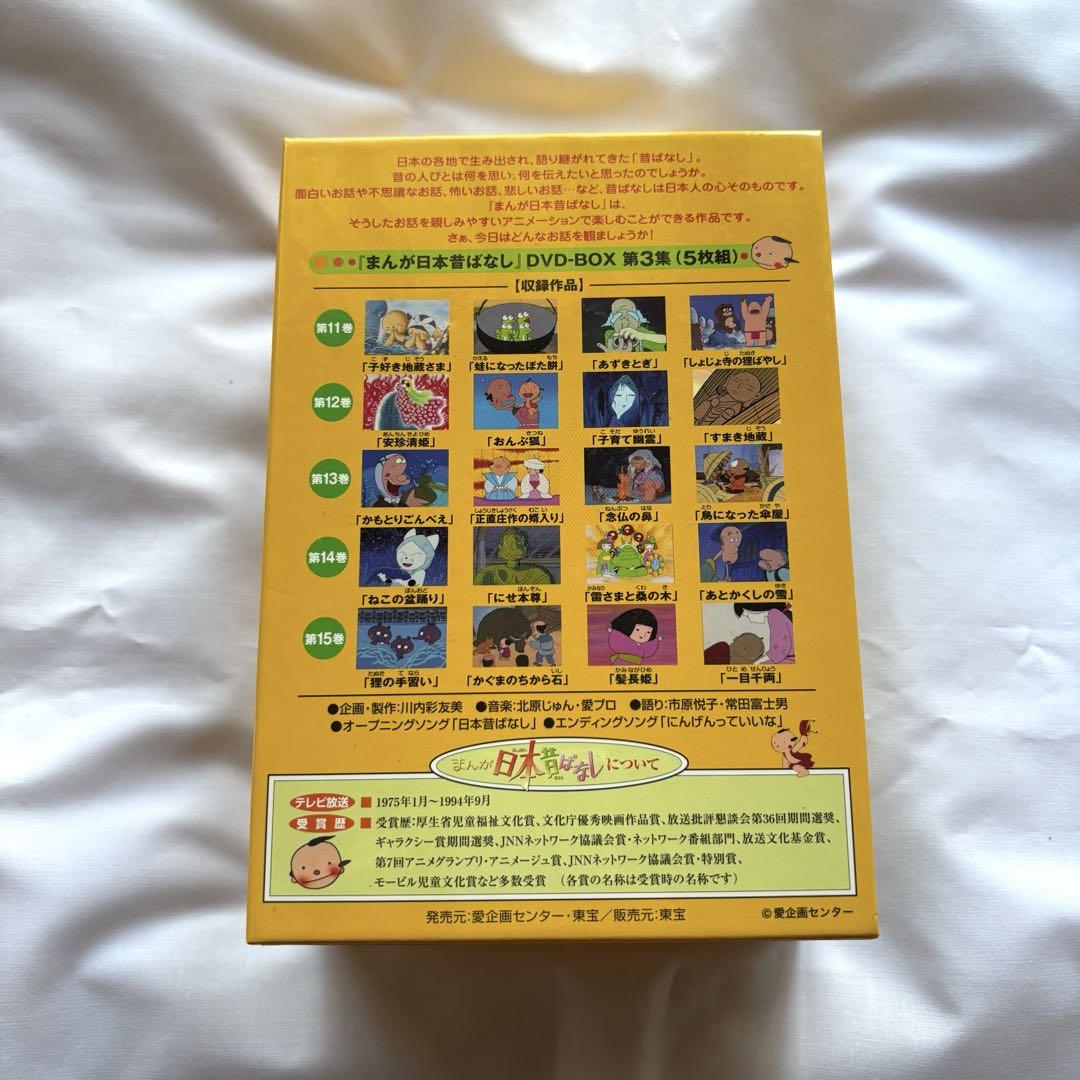 日本の各地で生み出され、語り継がれてきた「昔ばなし」。
昔の人びとは何を思い、何を伝えたいと思ったのでしょうか。
面白いお話や不思議なお話、怖いお話、悲しいお話…など、昔ばなしは日本人の心そのものです。
『まんが日本昔ばなし』は、
そうしたお話を親しみやすいアニメーションで楽しむことができる作品です。
さぁ、今日はどんなお話を観ましょうか!
『まんが日本昔ばなし』DVD-BOX 第3集(5枚組)
【収録作品】
第11巻
「子好き地蔵さま」 「蛙になったぼた餅」 「あずきとぎ」 「しょじょ寺の狸ばやし」
第12巻
「安珍清姫」 「おんぶ狐」 「子育て幽霊」 「すまき地蔵」
第13巻
「かもとりごんべえ」 「正直庄作の婿入り」 「念仏の鼻」 「鳥になった傘屋」
第14巻
「ねこの盆踊り」 「にせ本尊」 「雷さまと桑の木」 「あとかくしの雪」
第15巻
「狸の手習い」 「かぐまのちから石」 「髪長姫」 「一目千両」
●企画・製作:川内彩友美 ●音楽:北原じゅん・愛プロ ●語り:市原悦子・常田富士男
●オープニングソング「日本昔ばなし」 ●エンディングソング「にんげんっていいな」
まんが日本昔ばなしについて
テレビ放送 ■ 1975年1月〜1994年9月
受賞歴 ■ 受賞歴:厚生省児童福祉文化賞、文化庁優秀映画作品賞、放送批評懇談会第36回期間選奨、
ギャラクシー賞期間選奨、JNNネットワーク協議会賞・ネットワーク番組部門、放送文化基金賞、
第7回アニメグランプリ・アニメージュ賞、JNNネットワーク協議会賞・特別賞、
モービル児童文化賞など多数受賞 (各賞の名称は受賞時の名称です)
発売元:愛企画センター・東宝/販売元:東宝
©愛企画センター